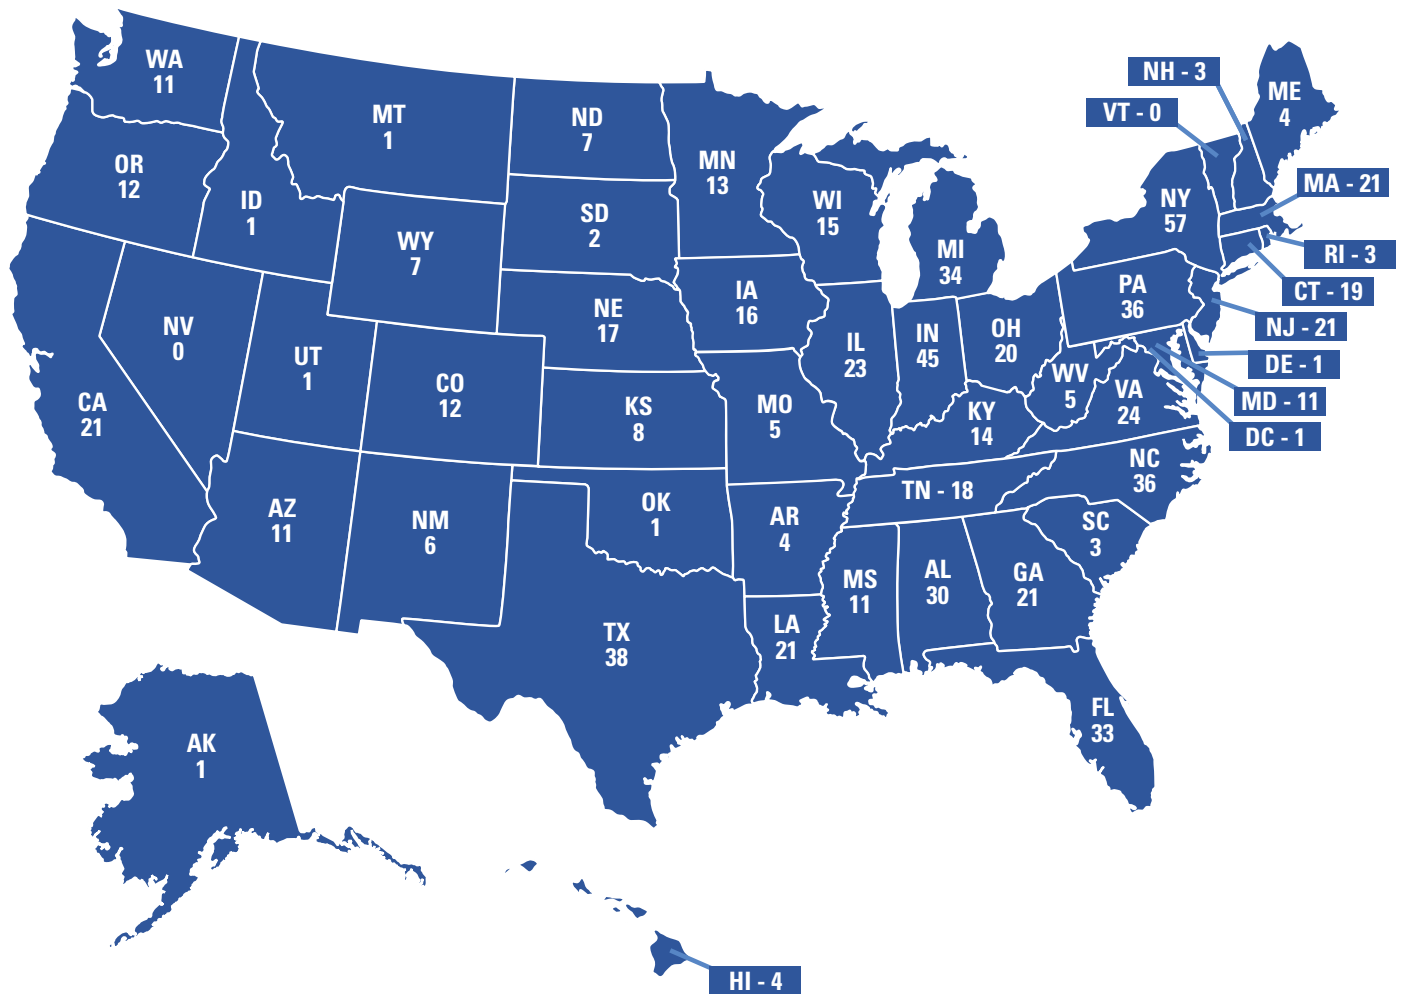 WA
11
MT
1
ND
7
MN
13
NH - 3
ME
4
VT - 0
OR
12
ID
1
WY
7
SD
2
WI
15
MI
34
NY
57
MA - 21
RI - 3
CT - 19
NJ - 21
DE - 1
MD - 11
DC - 1
NV
0
UT
1
CO
12
NE
17
IA
16
IL
23
IN
45
OH
20
PA
36
WV
5
VA
24
CA
21
KS
8
MO
5
KY
14
NC
36
TN - 18
AZ
11
NM
6
OK
1
AR
4
SC
3
MS
11
AL
30
GA
21
TX
38
LA
21
FL
33
AK
1
HI - 4